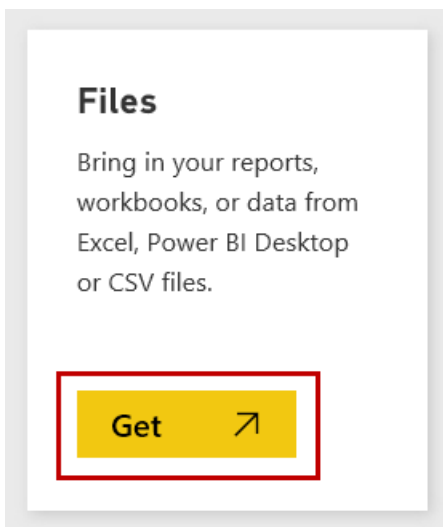 Files
Bring in your reports,
workbooks, or data from
Excel, Power BI Desktop
or CSV files.
Get